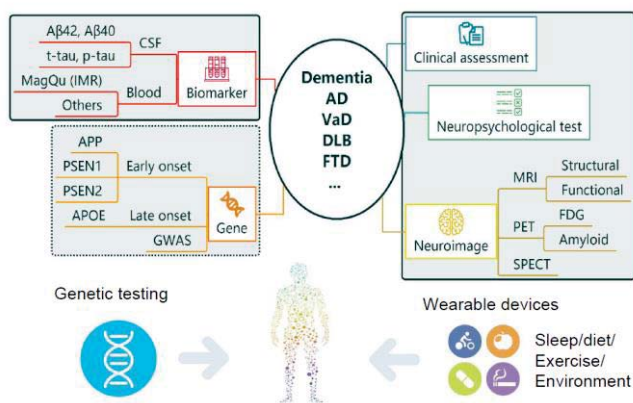 Aβ42, Aβ40
t-tau, p-tau
CSF
MagQu (IMR)
Others
Blood
Biomarker
APP
PSEN1
PSEN2
Early onset
APOE
Late onset
GWAS
Gene
Dementia
AD
VaD
DLB
FTD
...
Clinical assessment
Neuropsychological test
Neuroimage
MRI
Structural
Functional
PET
FDG
Amyloid
SPECT
Genetic testing
Wearable devices
Sleep/diet/
Exercise/
Environment